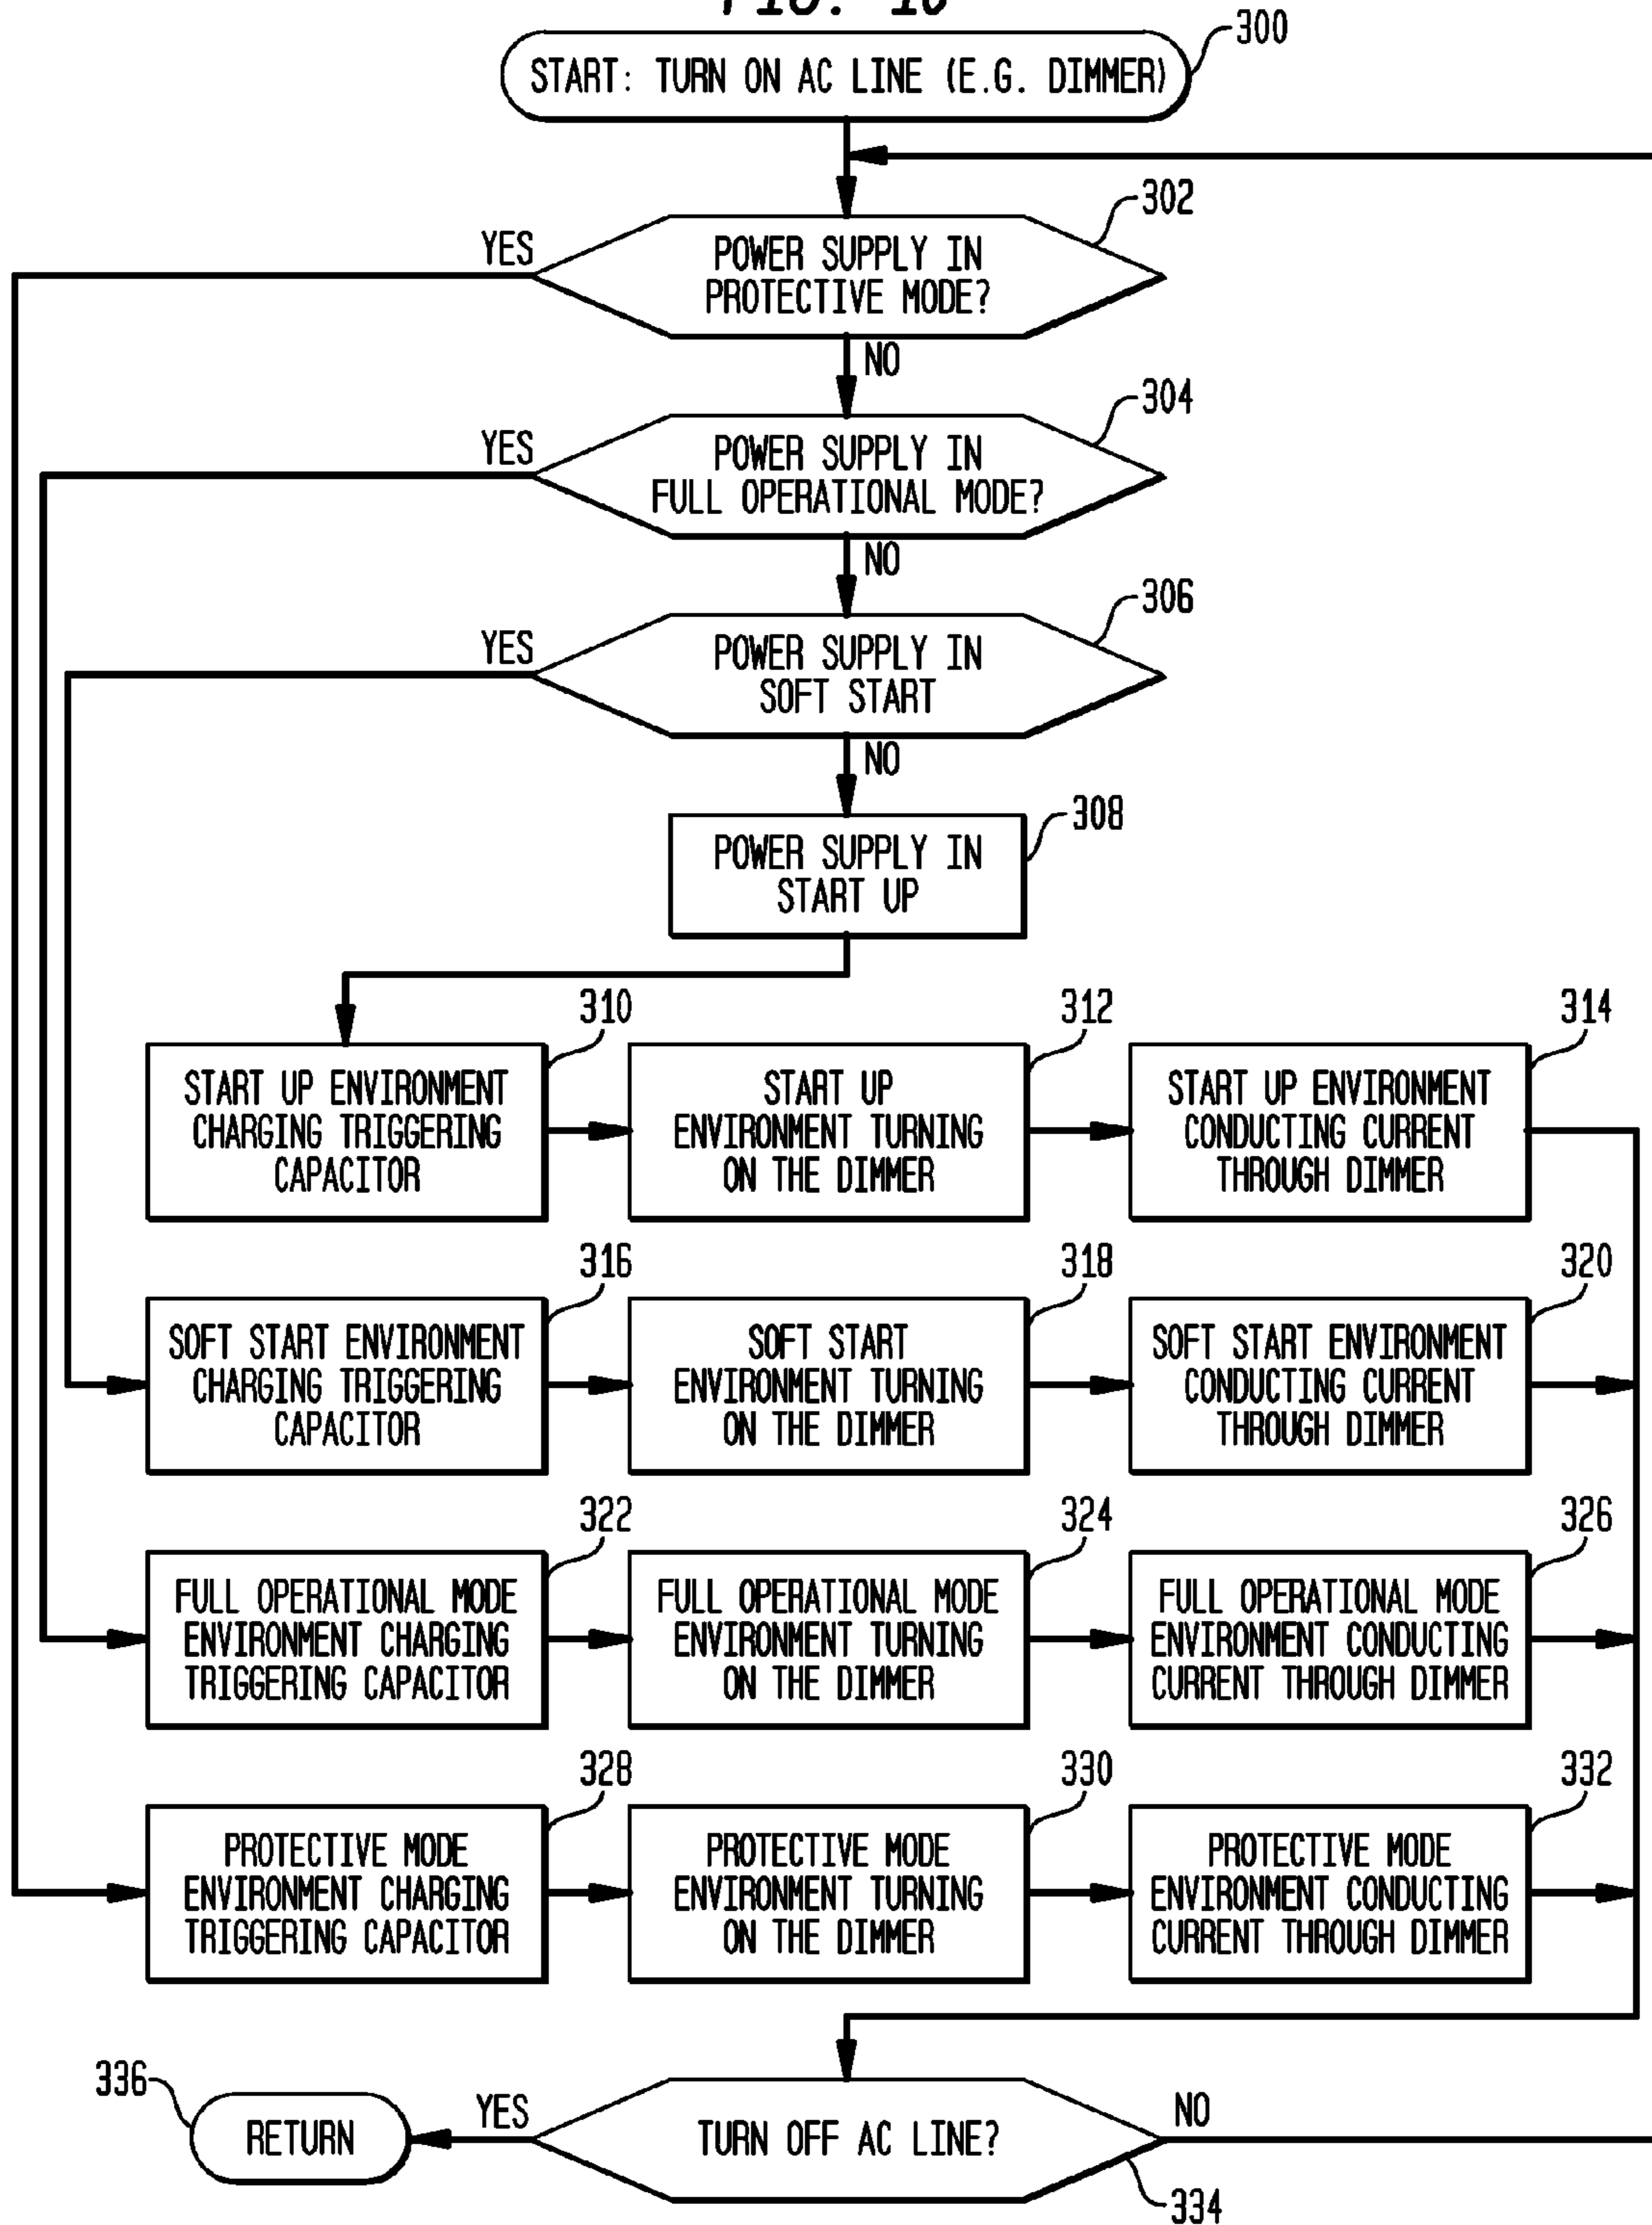 300
START: TURN ON AC LINE (E.G. DIMMER)
302
YES
POWER SUPPLY IN
PROTECTIVE MODE?
NO
304
YES
POWER SUPPLY IN
FULL OPERATIONAL MODE?
NO
306
YES
POWER SUPPLY IN
SOFT START
NO
308
POWER SUPPLY IN
START UP
310
START UP ENVIRONMENT
CHARGING TRIGGERING
CAPACITOR
312
START UP
ENVIRONMENT TURNING
ON THE DIMMER
314
START UP ENVIRONMENT
CONDUCTING CURRENT
THROUGH DIMMER
316
SOFT START ENVIRONMENT
CHARGING TRIGGERING
CAPACITOR
318
SOFT START
ENVIRONMENT TURNING
ON THE DIMMER
320
SOFT START ENVIRONMENT
CONDUCTING CURRENT
THROUGH DIMMER
322
FULL OPERATIONAL MODE
ENVIRONMENT CHARGING
TRIGGERING CAPACITOR
324
FULL OPERATIONAL MODE
ENVIRONMENT TURNING
ON THE DIMMER
326
FULL OPERATIONAL MODE
ENVIRONMENT CONDUCTING
CURRENT THROUGH DIMMER
328
PROTECTIVE MODE
ENVIRONMENT CHARGING
TRIGGERING CAPACITOR
330
PROTECTIVE MODE
ENVIRONMENT TURNING
ON THE DIMMER
332
PROTECTIVE MODE
ENVIRONMENT CONDUCTING
CURRENT THROUGH DIMMER
336
RETURN
YES
TURN OFF AC LINE?
NO
334